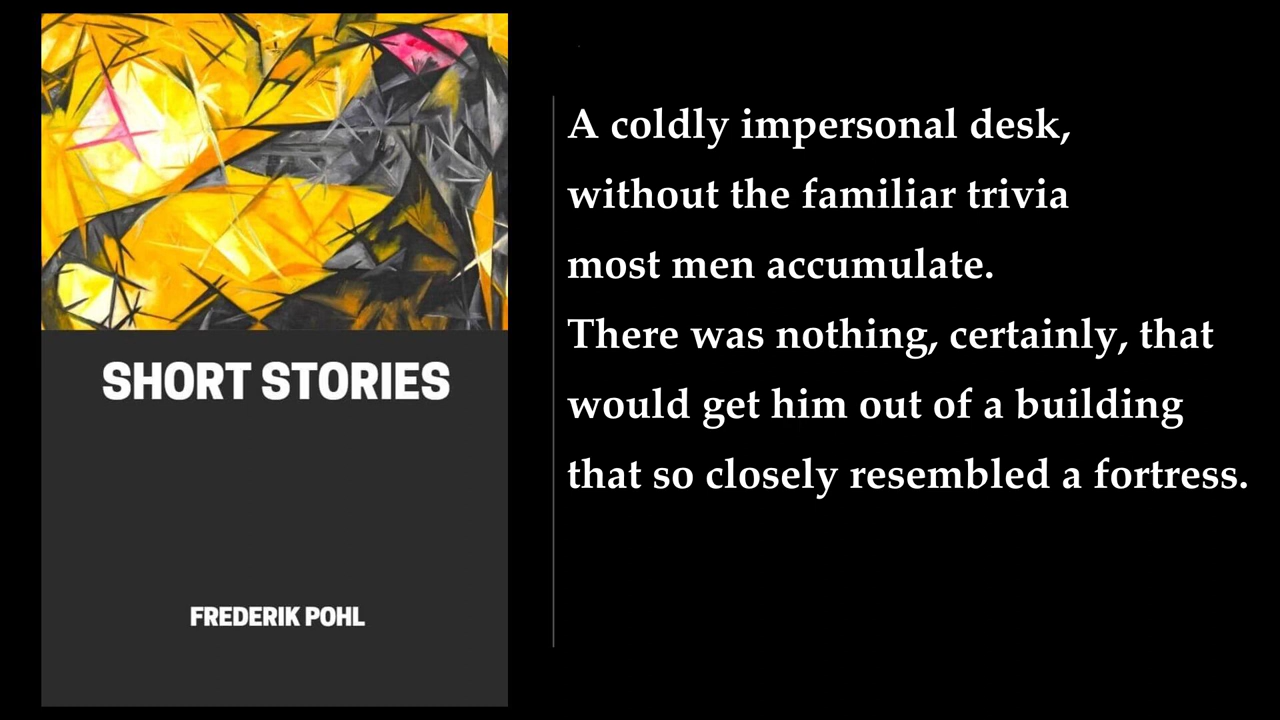 SHORT STORIES
FREDERIK POHL
A coldly impersonal desk,
without the familiar trivia
most men accumulate.
There was nothing, certainly, that
would get him out of a building
that so closely resembled a fortress.